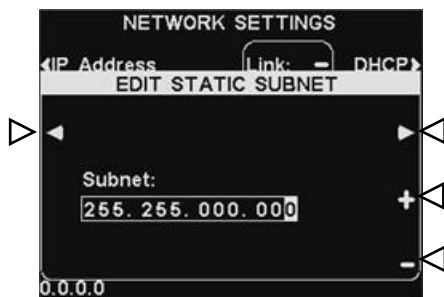 NETWORK SETTINGS
IP Address Link: – DHCP
EDIT STATIC SUBNET
Subnet:
255. 255. 000. 000
+
–
0.0.0.0